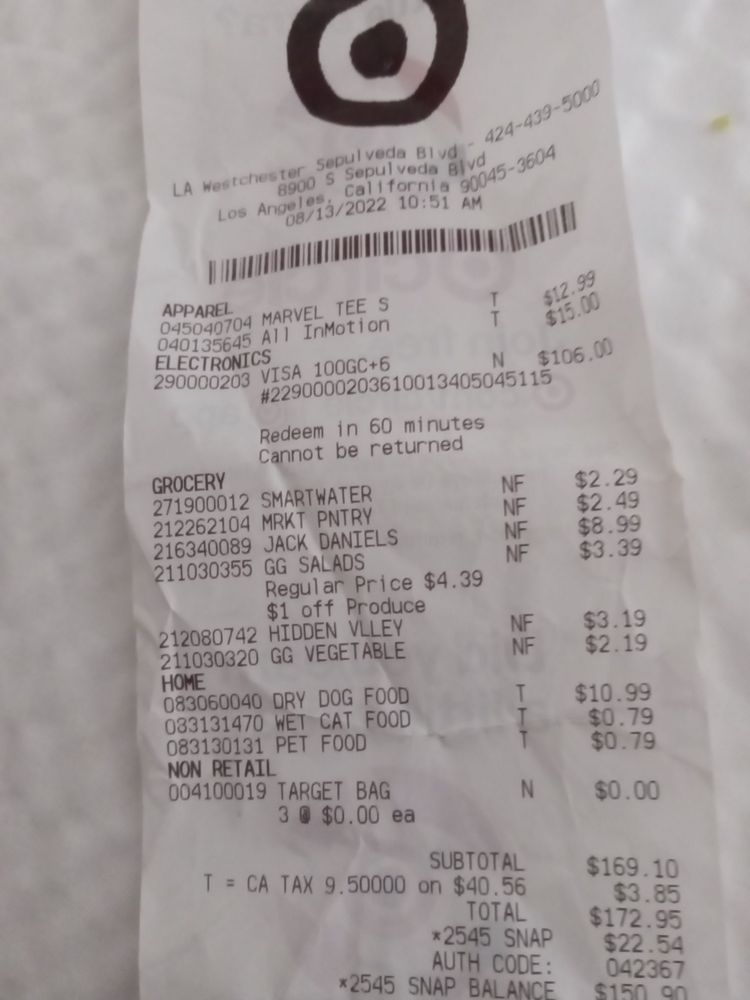 LA Westchester Sepulveda Blvd - 424-439-5000
8900 S Sepulveda Blvd
Los Angeles, California 90045-3604
08/13/2022 10:51 AM
APPAREL
045040704 MARVEL TEE S T $12.99
040135645 All InMotion T $15.00
ELECTRONICS
290000203 VISA 100GC+6 N $106.00
#2290000203610013405045115
Redeem in 60 minutes
Cannot be returned
GROCERY
271900012 SMARTWATER NF $2.29
212262104 MRKT PNTRY NF $2.49
216340089 JACK DANIELS NF $8.99
211030355 GG SALADS NF $3.39
Regular Price $4.39
$1 off Produce
212080742 HIDDEN VLLEY NF $3.19
211030320 GG VEGETABLE NF $2.19
HOME
083060040 DRY DOG FOOD T $10.99
083131470 WET CAT FOOD T $0.79
083130131 PET FOOD T $0.79
NON RETAIL
004100019 TARGET BAG N $0.00
3 @ $0.00 ea
SUBTOTAL $169.10
T = CA TAX 9.50000 on $40.56 $3.85
TOTAL $172.95
*2545 SNAP $22.54
AUTH CODE: 042367
*2545 SNAP BALANCE $150.90